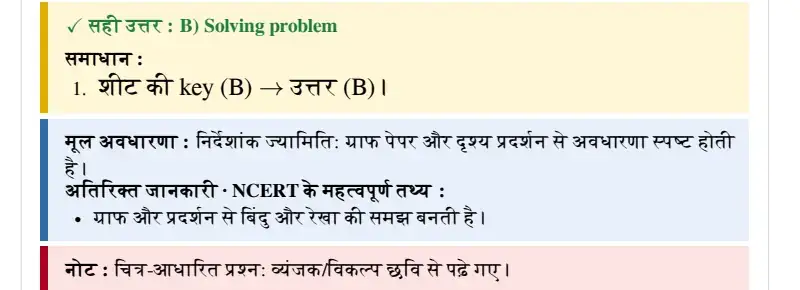 ✓ सही उत्तर : B) Solving problem
समाधान :
1. शीट की key (B) → उत्तर (B)।
मूल अवधारणा : निर्देशांक ज्यामिति: ग्राफ पेपर और दृश्य प्रदर्शन से अवधारणा स्पष्ट होती
है।
अतिरिक्त जानकारी · NCERT के महत्वपूर्ण तथ्य :
• ग्राफ और प्रदर्शन से बिंदु और रेखा की समझ बनती है।
नोट : चित्र-आधारित प्रश्न: व्यंजक/विकल्प छवि से पढ़े गए।